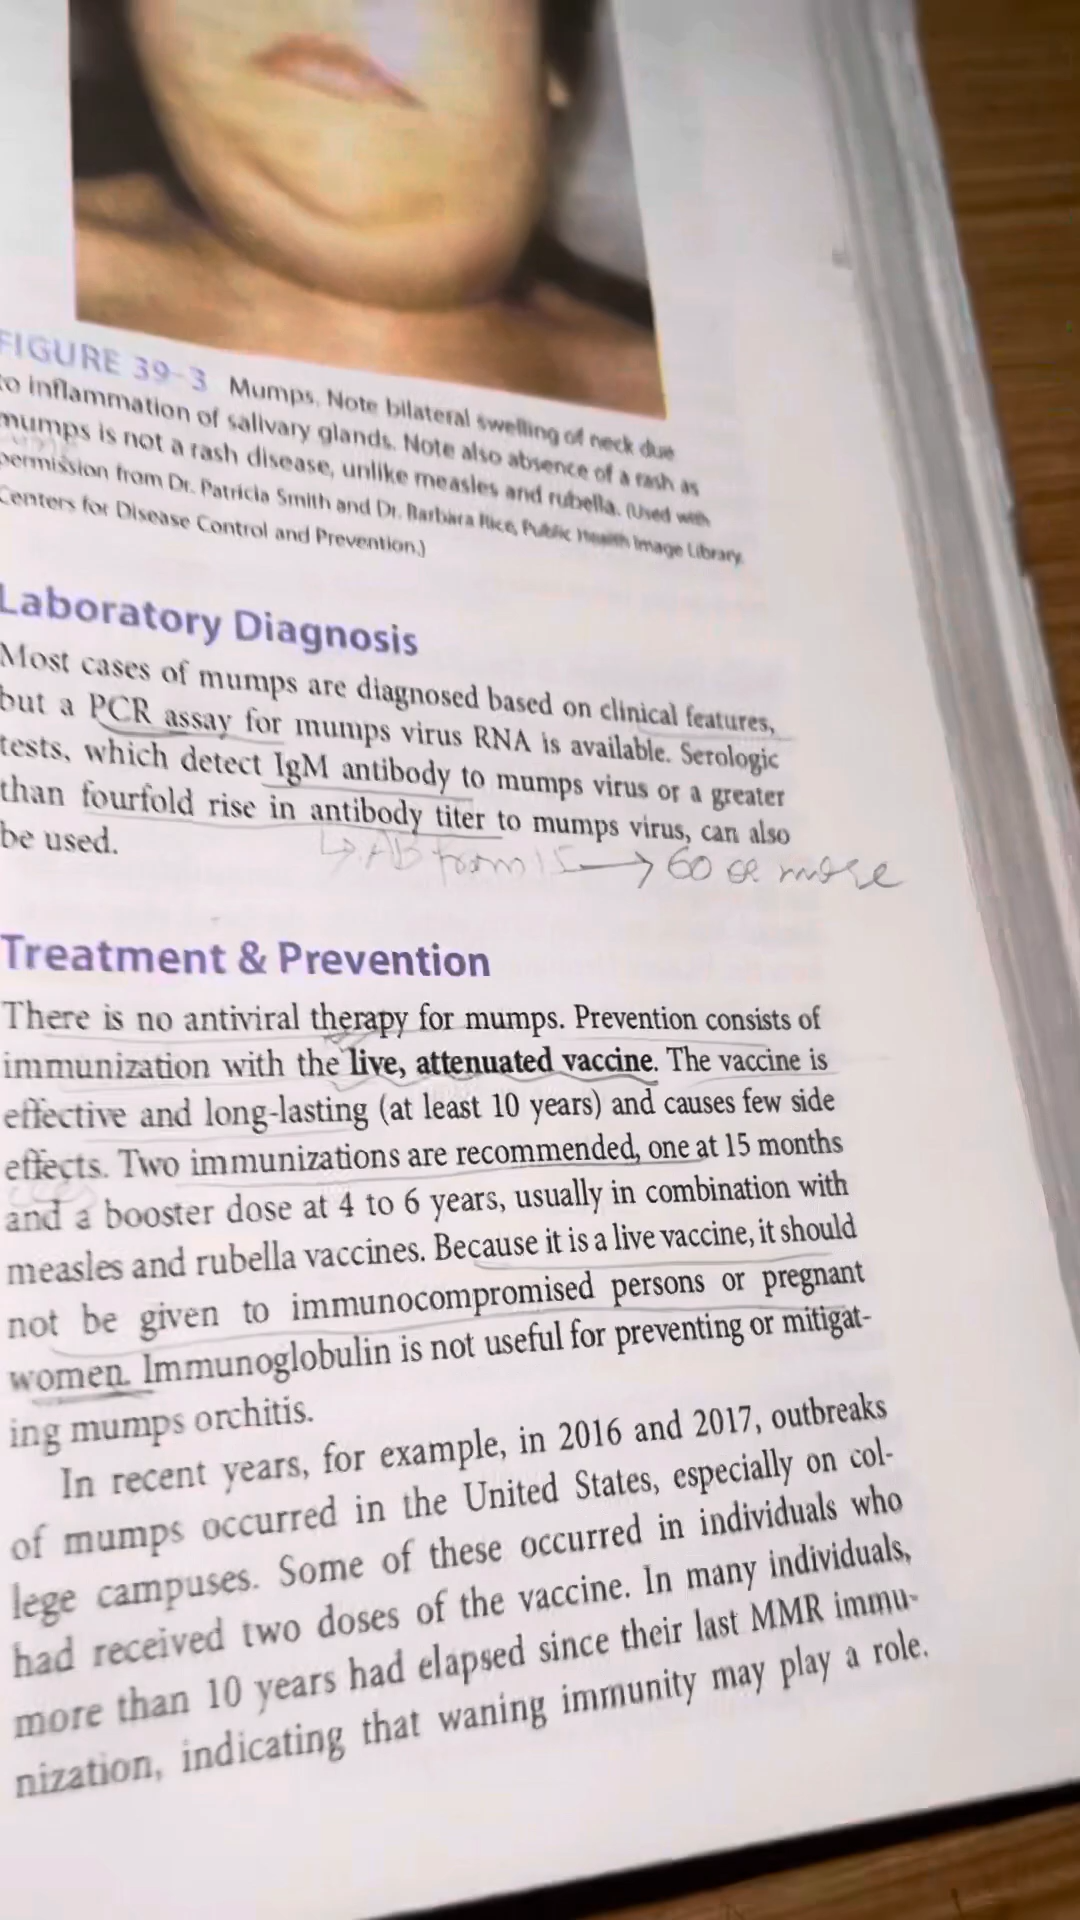 FIGURE 39-3 Mumps. Note bilateral swelling of neck due
to inflammation of salivary glands. Note also absence of a rash as
mumps is not a rash disease, unlike measles and rubella. (Used with
permission from Dr. Patricia Smith and Dr. Barbara Rice, Public Health Image Library,
Centers for Disease Control and Prevention.)
Laboratory Diagnosis
Most cases of mumps are diagnosed based on clinical features,
but a PCR assay for mumps virus RNA is available. Serologic
tests, which detect IgM antibody to mumps virus or a greater
than fourfold rise in antibody titer to mumps virus, can also
be used.
↳ AB from 15 → 60 or more
Treatment & Prevention
There is no antiviral therapy for mumps. Prevention consists of
immunization with the live, attenuated vaccine. The vaccine is
effective and long-lasting (at least 10 years) and causes few side
effects. Two immunizations are recommended, one at 15 months
and a booster dose at 4 to 6 years, usually in combination with
measles and rubella vaccines. Because it is a live vaccine, it should
not be given to immunocompromised persons or pregnant
women. Immunoglobulin is not useful for preventing or mitigat-
ing mumps orchitis.
In recent years, for example, in 2016 and 2017, outbreaks
of mumps occurred in the United States, especially on col-
lege campuses. Some of these occurred in individuals who
had received two doses of the vaccine. In many individuals,
more than 10 years had elapsed since their last MMR immu-
nization, indicating that waning immunity may play a role.